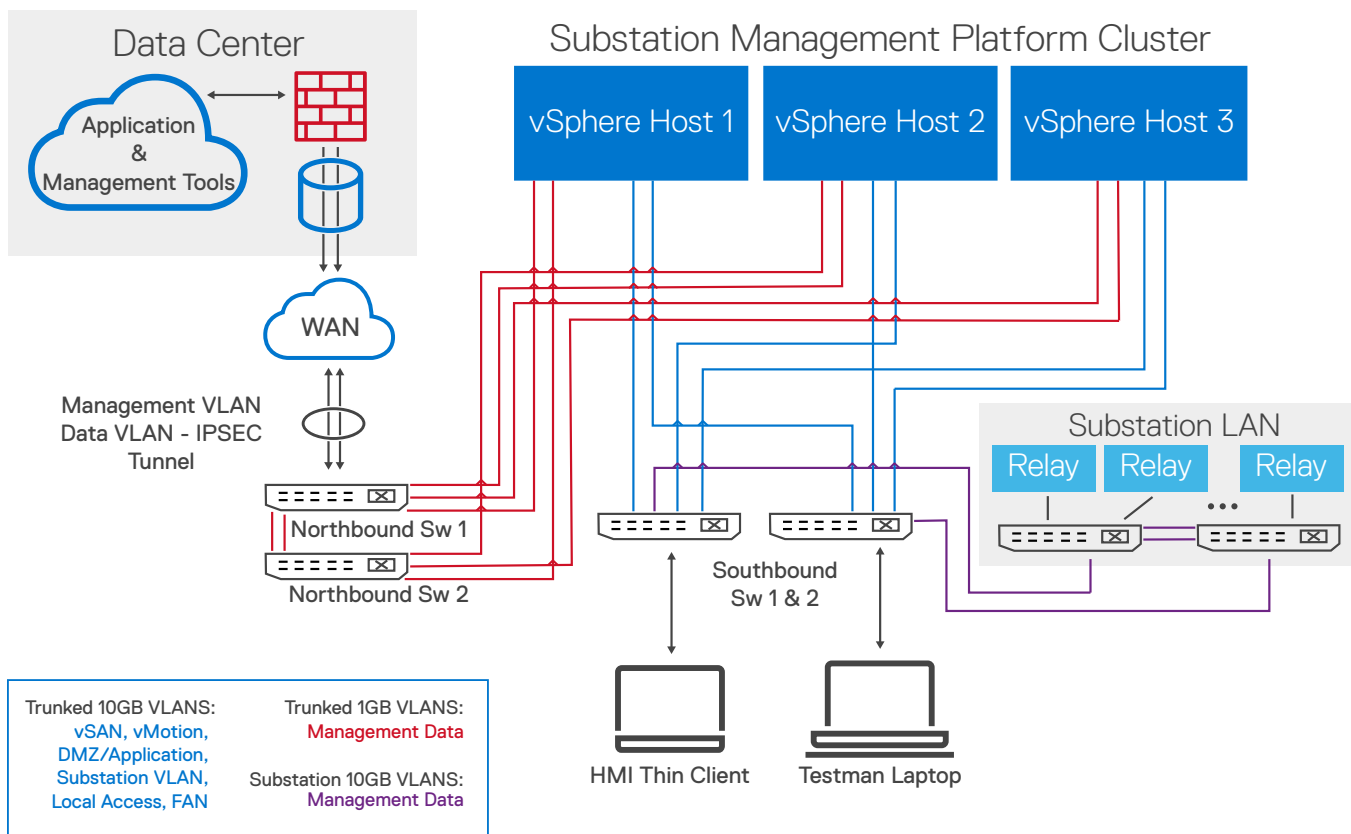 Data Center
Application
&
Management Tools
WAN
Management VLAN
Data VLAN - IPSEC
Tunnel
Northbound Sw 1
Northbound Sw 2
Substation Management Platform Cluster
vSphere Host 1
vSphere Host 2
vSphere Host 3
Substation LAN
Relay
Relay
Relay
...
Southbound
Sw 1 & 2
HMI Thin Client
Testman Laptop
Trunked 10GB VLANS:
vSAN, vMotion,
DMZ/Application,
Substation VLAN,
Local Access, FAN
Trunked 1GB VLANS:
Management Data
Substation 10GB VLANS:
Management Data